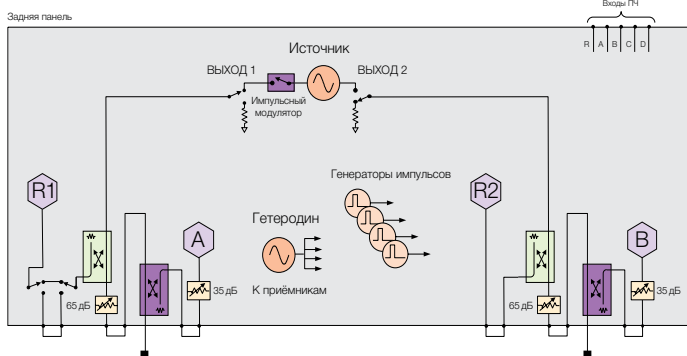 Входы ПЧ
Задняя панель
R A B C D
Источник
ВЫХОД 1
ВЫХОД 2
Импульсный
модулятор
Генераторы импульсов
R1
R2
Гетеродин
A
B
К приёмникам
35 дБ
35 дБ
65 дБ
65 дБ